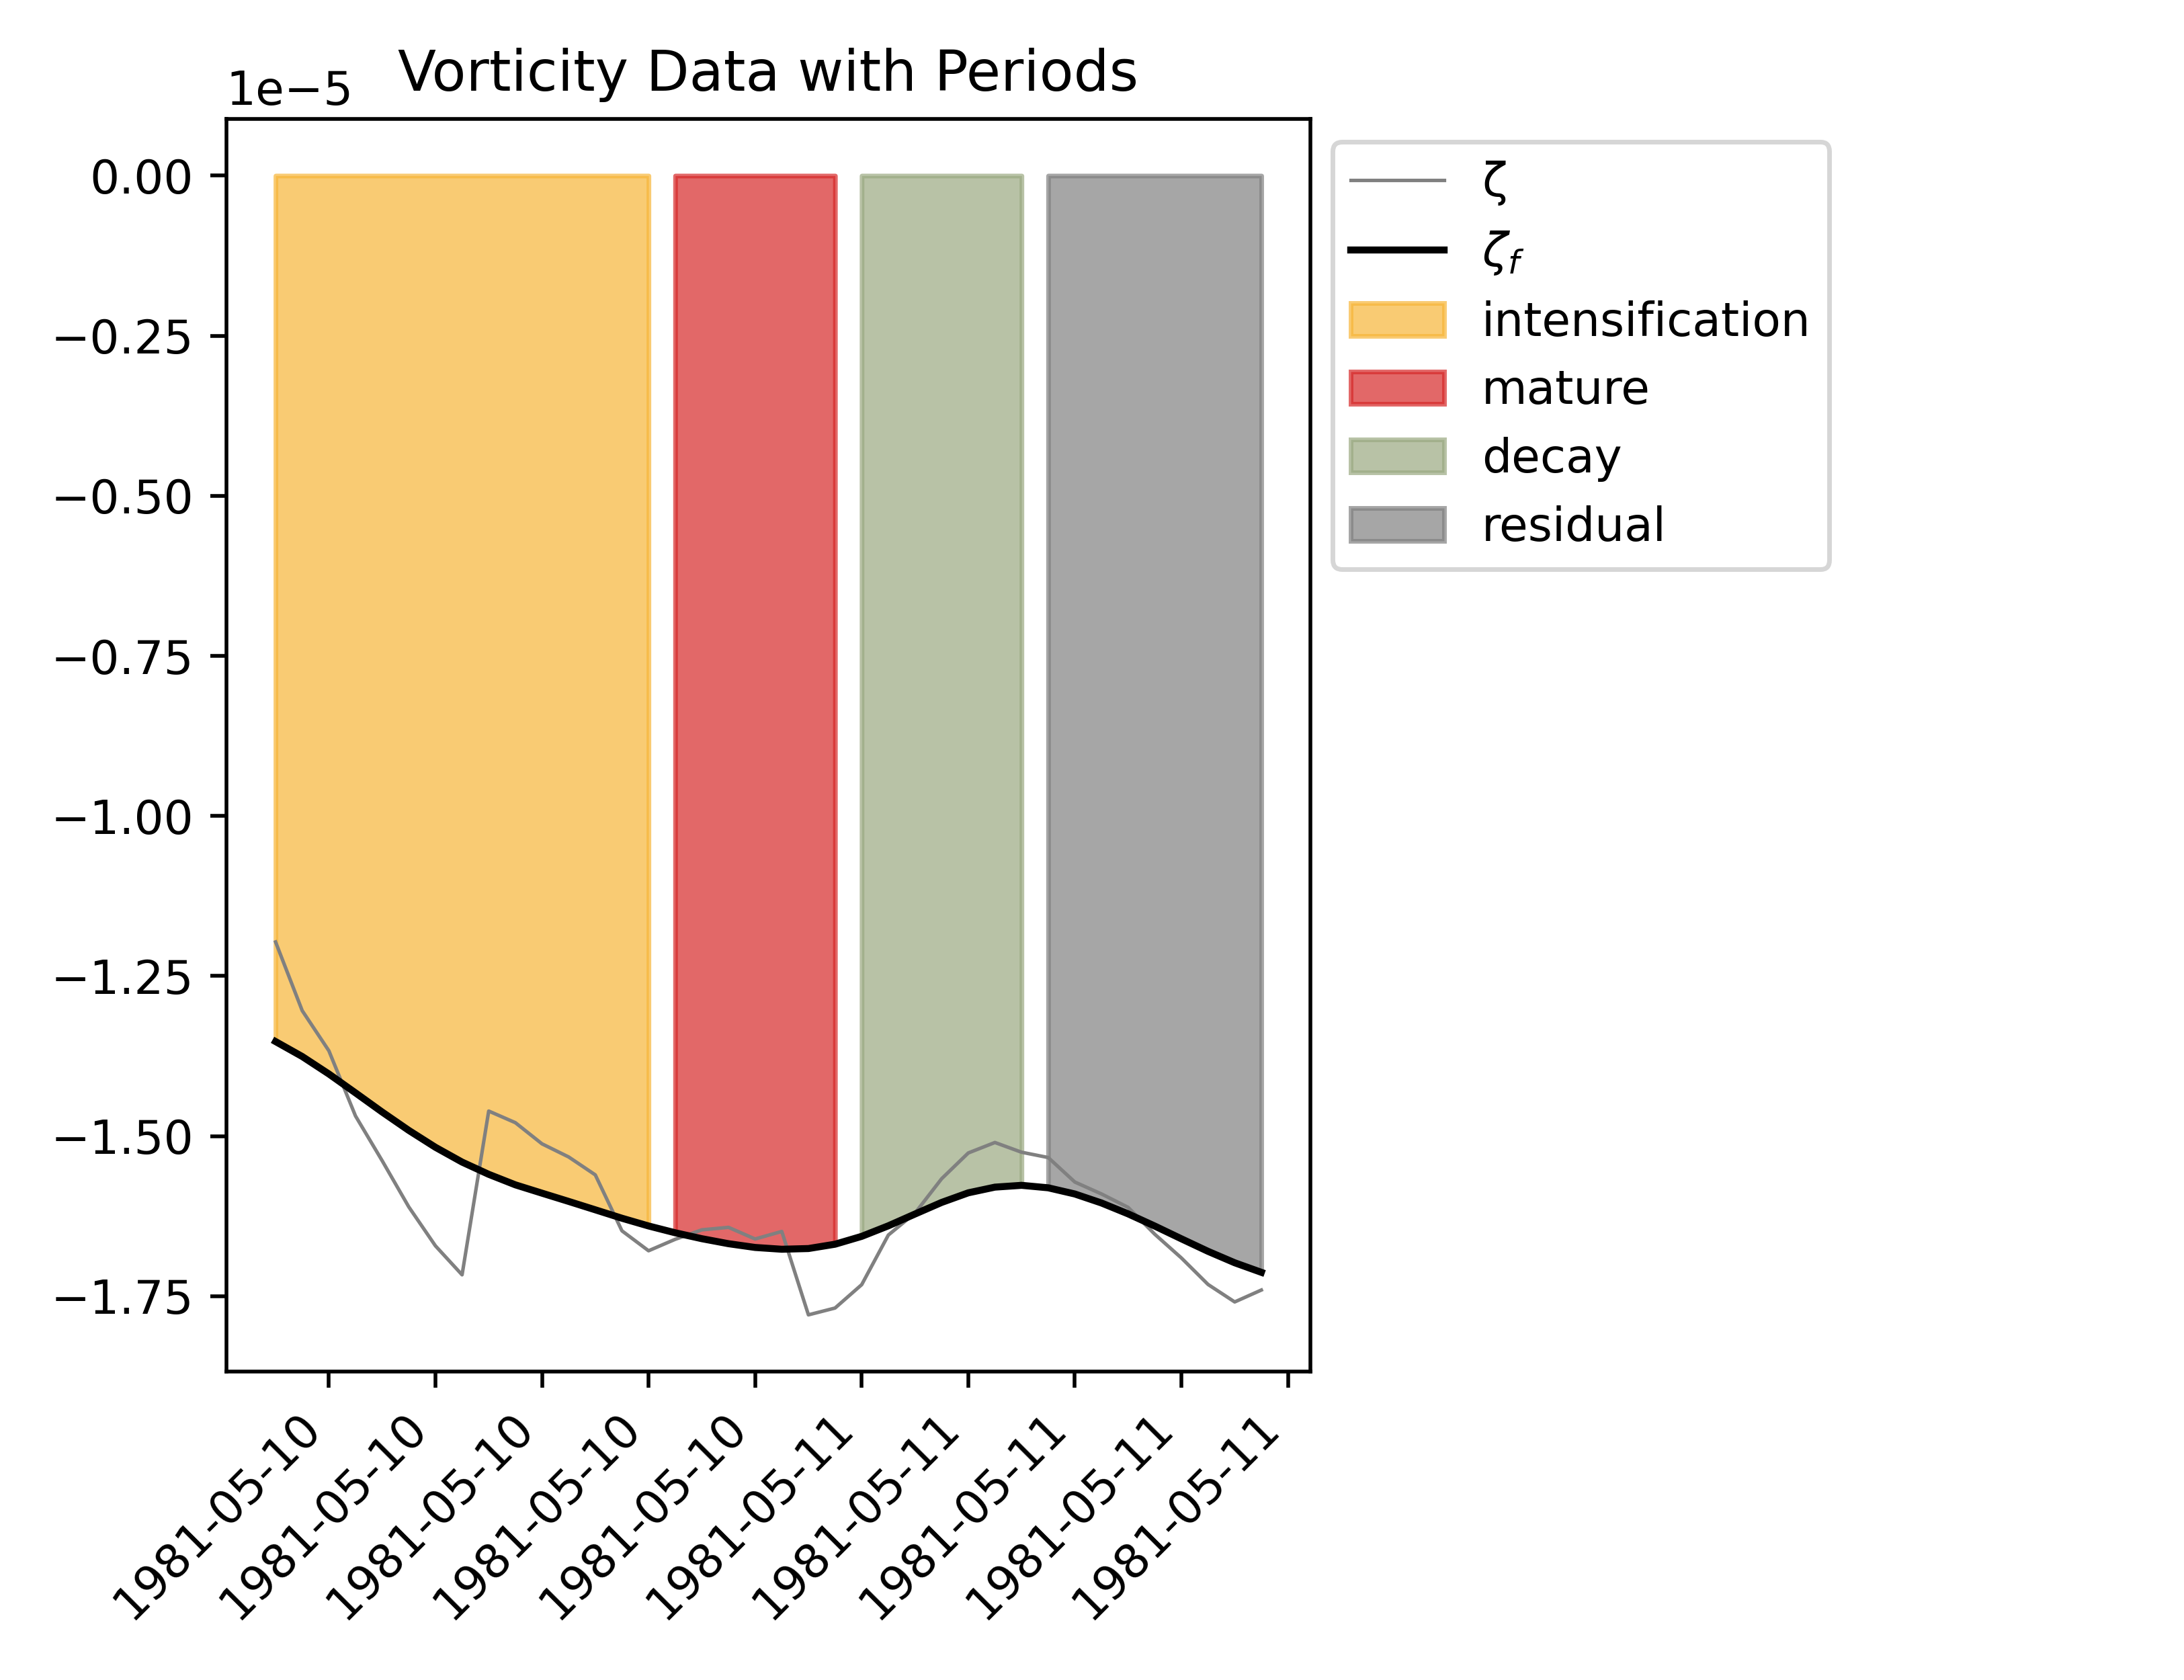 Vorticity Data with Periods
1e−5
0.00
−0.25
−0.50
−0.75
−1.00
−1.25
−1.50
−1.75
1981-05-10
1981-05-10
1981-05-10
1981-05-10
1981-05-10
1981-05-11
1981-05-11
1981-05-11
1981-05-11
1981-05-11
ζ
ζf
intensification
mature
decay
residual